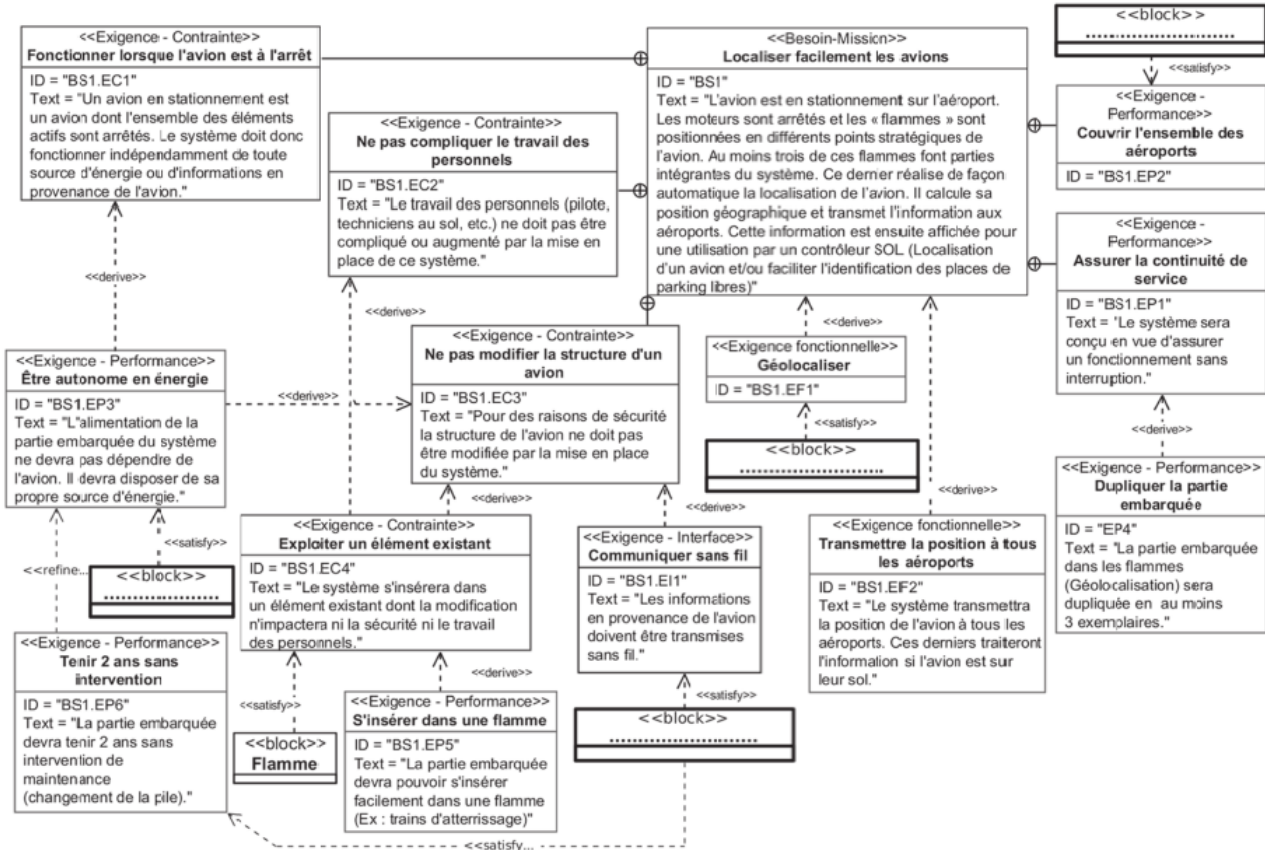 <<Exigence - Contrainte>>
Fonctionner lorsque l'avion est à l'arrêt
ID = "BS1.EC1"
Text = "Un avion en stationnement est
un avion dont l'ensemble des éléments
actifs sont arrêtés. Le système doit donc
fonctionner indépendamment de toute
source d'énergie ou d'informations en
provenance de l'avion."
<<Exigence - Contrainte>>
Ne pas compliquer le travail des
personnels
ID = "BS1.EC2"
Text = "Le travail des personnels (pilote,
techniciens au sol, etc.) ne doit pas être
compliqué ou augmenté par la mise en
place de ce système."
<<Besoin-Mission>>
Localiser facilement les avions
ID = "BS1"
Text = "L'avion est en stationnement sur l'aéroport.
Les moteurs sont arrêtés et les « flammes » sont
positionnées en différents points stratégiques de
l'avion. Au moins trois de ces flammes font parties
intégrantes du système. Ce derner réalise de façon
automatique la localisation de l'avion. Il calcule sa
position géographique et transmet l'information aux
aéroports. Cette information est ensuite affichée pour
une utilisation par un contrôleur SOL (Localisation
d'un avion et/ou faciliter l'identification des places de
parking libres)"
<<block>>
................................
<<satisfy>>
<<Exigence -
Performance>>
Couvrir l'ensemble des
aéroports
ID = "BS1.EP2"
<<Exigence -
Performance>>
Assurer la continuité de
service
ID = "BS1.EP1"
Text = "Le système sera
conçu en vue d'assurer
un fonctionnement sans
interruption."
<<derive>>
<<derive>>
<<derive>>
<<derive>>
<<Exigence - Performance>>
Être autonome en énergie
ID = "BS1.EP3"
Text = "L"alimentation de la
partie embarquée du système
ne devra pas dépendre de
l'avion. Il devra disposer de sa
propre source d'énergie."
<<derive>>
<<Exigence - Contrainte>>
Ne pas modifier la structure d'un
avion
ID = "BS1.EC3"
Text = "Pour des raisons de sécurité
la structure de l'avion ne doit pas
être modifiée par la mise en place
du système."
<<Exigence fonctionnelle>>
Géolocaliser
ID = "BS1.EF1"
<<satisfy>>
<<block>>
................................
<<derive>>
<<Exigence - Performance>>
Dupliquer la partie
embarquée
ID = "EP4"
Text = "La partie embarquée
dans les flammes
(Géolocalisation) sera
dupliquée en au moins
3 exemplaires."
<<derive>>
<<derive>>
<<satisfy>>
<<refine...
<<block>>
................................
<<Exigence - Contrainte>>
Exploiter un élément existant
ID = "BS1.EC4"
Text = "Le système s'insérera dans
un élément existant dont la modification
n'impactera ni la sécurité ni le travail
des personnels."
<<Exigence - Interface>>
Communiquer sans fil
ID = "BS1.EI1"
Text = "Les informations
en provenance de l'avion
doivent être transmises
sans fil."
<<Exigence fonctionnelle>>
Transmettre la position à tous
les aéroports
ID = "BS1.EIF2"
Text = "Le système transmettra
la position de l'avion à tous les
aéroports. Ces derniers traiteront
l'information si l'avion est sur
leur sol."
<<Exigence - Performance>>
Tenir 2 ans sans
intervention
ID = "BS1.EP6"
Text = "La partie embarquée
devra tenir 2 ans sans
intervention de
maintenance
(changement de la pile)."
<<satisfy>>
<<block>>
Flamme
<<derive>>
<<Exigence - Performance>>
S'insérer dans une flamme
ID = "BS1.EP5"
Text = "La partie embarquée
devra pouvoir s'insérer
facilement dans une flamme
(Ex : trains d'atterrissage)"
<<satisfy>>
<<block>>
................................
<<derive>>
<<satisfy...